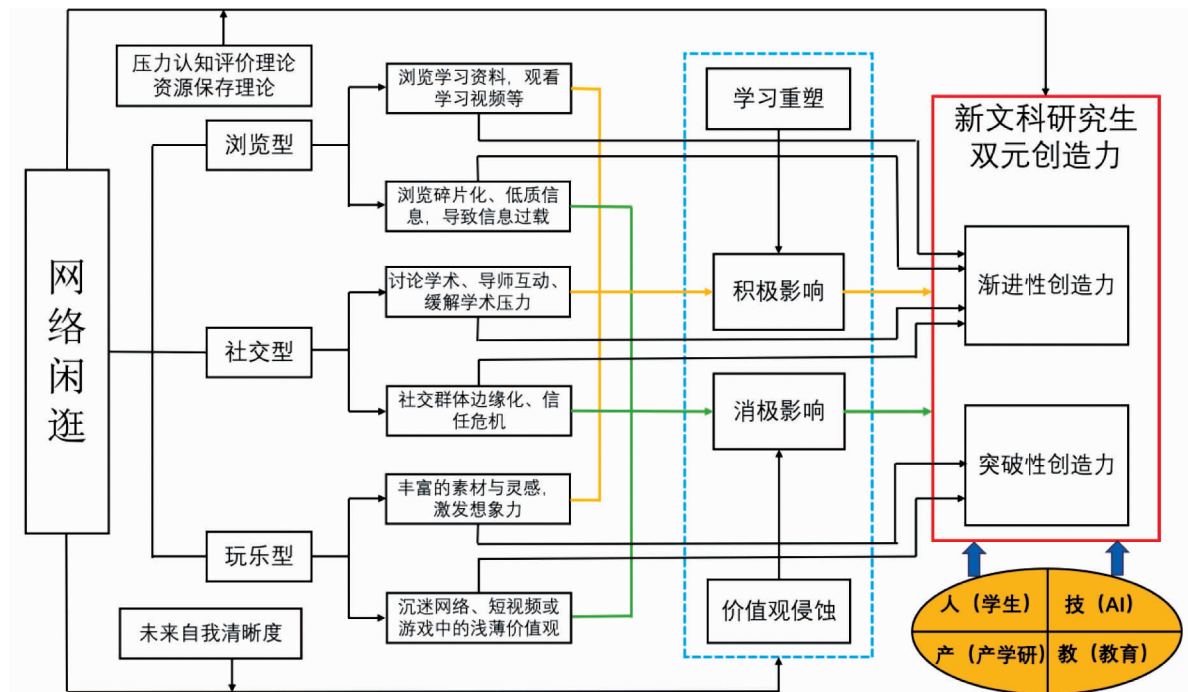 压力认知评价理论
资源保存理论
网
络
闲
逛
浏览型
社交型
玩乐型
未来自我清晰度
浏览学习资料，观看
学习视频等
浏览碎片化、低质信
息，导致信息过载
讨论学术、导师互动、
缓解学术压力
社交群体边缘化、信
任危机
丰富的素材与灵感，
激发想象力
沉迷网络、短视频或
游戏中的浅薄价值观
学习重塑
积极影响
消极影响
价值观侵蚀
新文科研究生
双元创造力
渐进性创造力
突破性创造力
人（学生）
技（AI）
产（产学研）
教（教育）